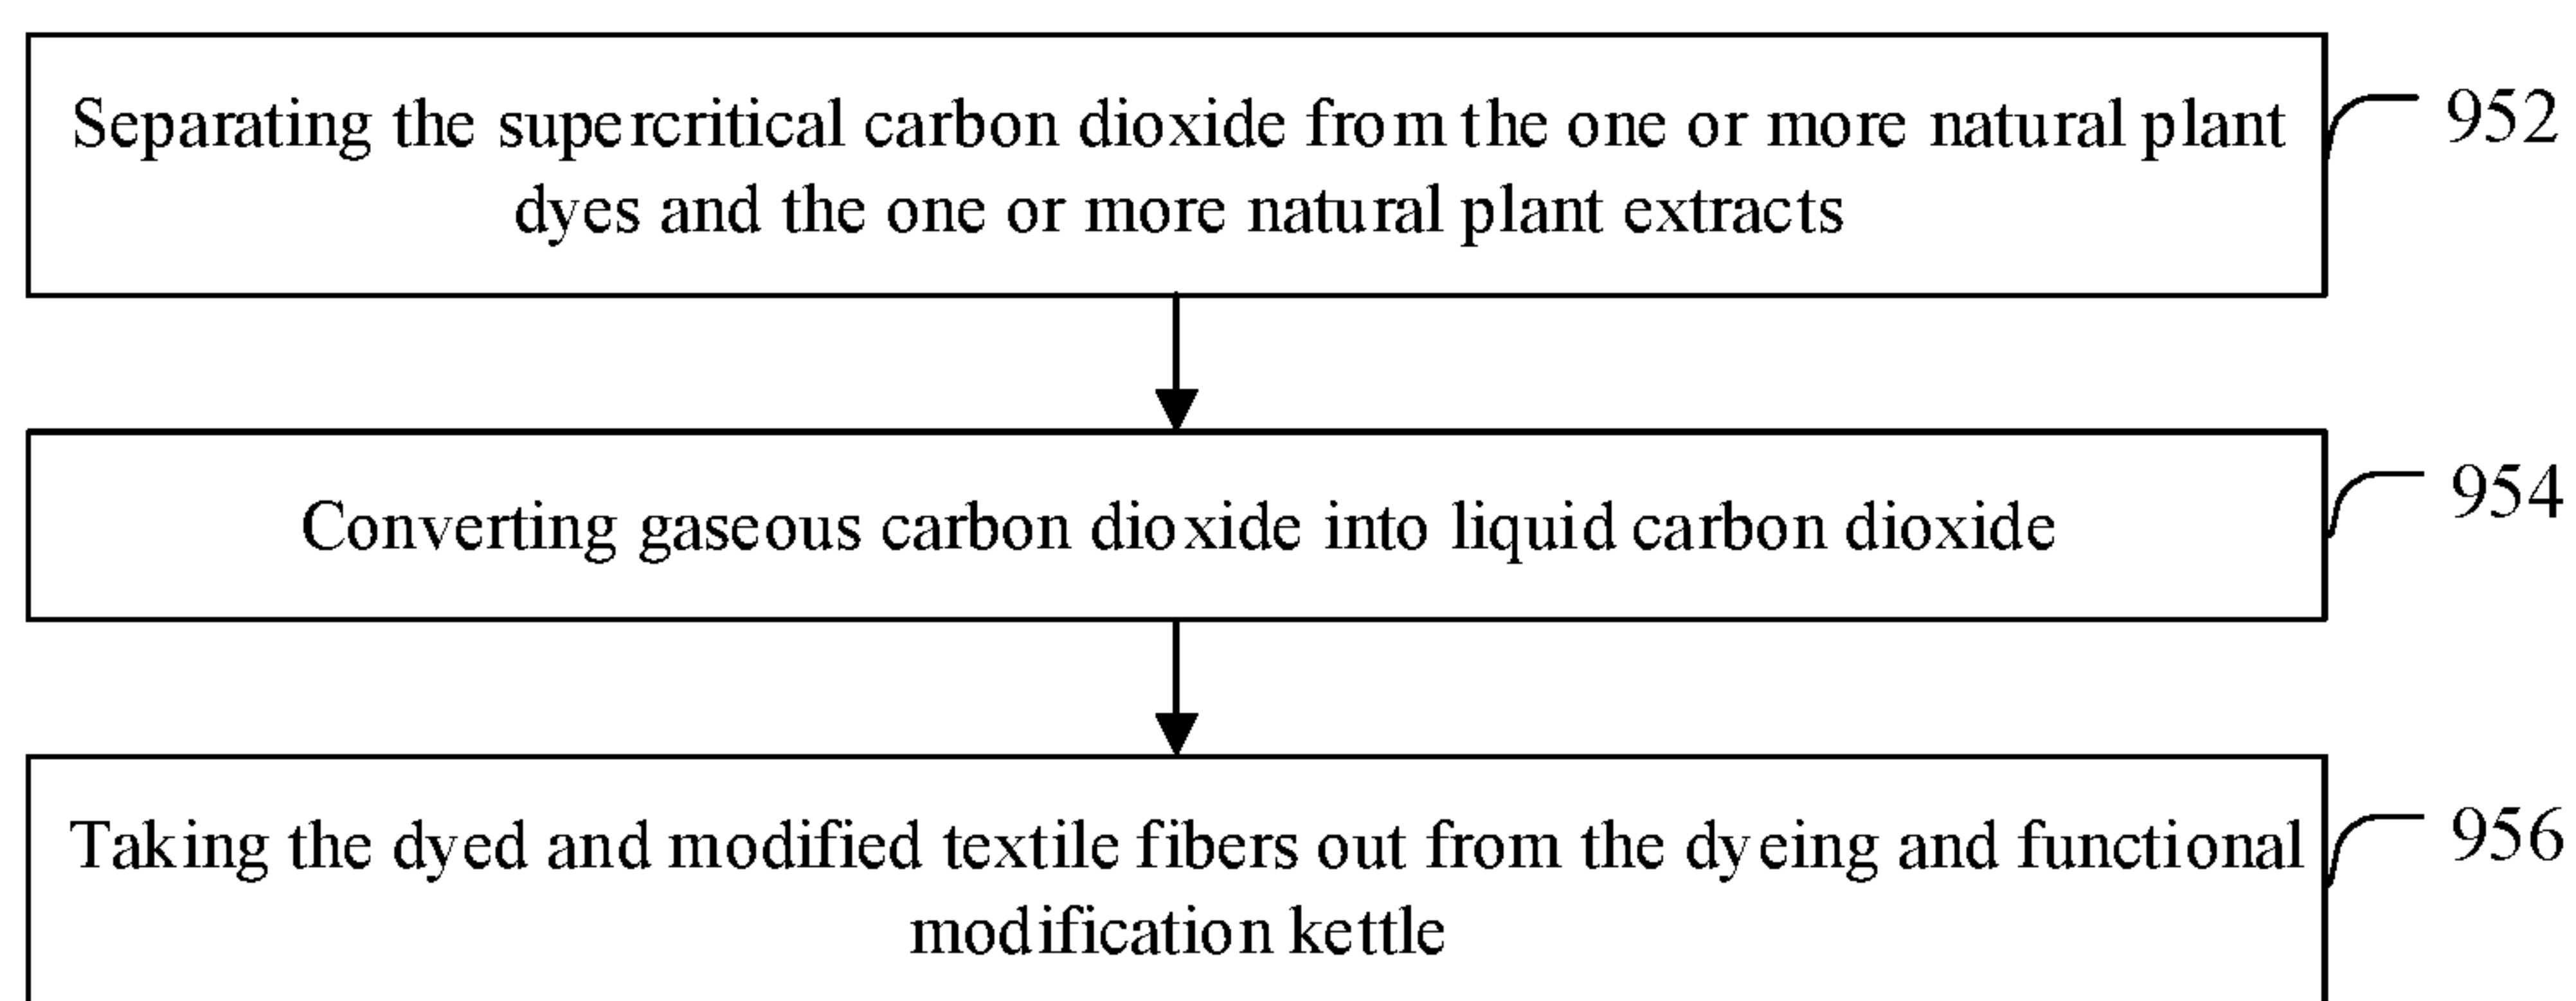 Separating the supercritical carbon dioxide from the one or more natural plant
dyes and the one or more natural plant extracts
952
Converting gaseous carbon dioxide into liquid carbon dioxide
954
Taking the dyed and modified textile fibers out from the dyeing and functional
modification kettle
956